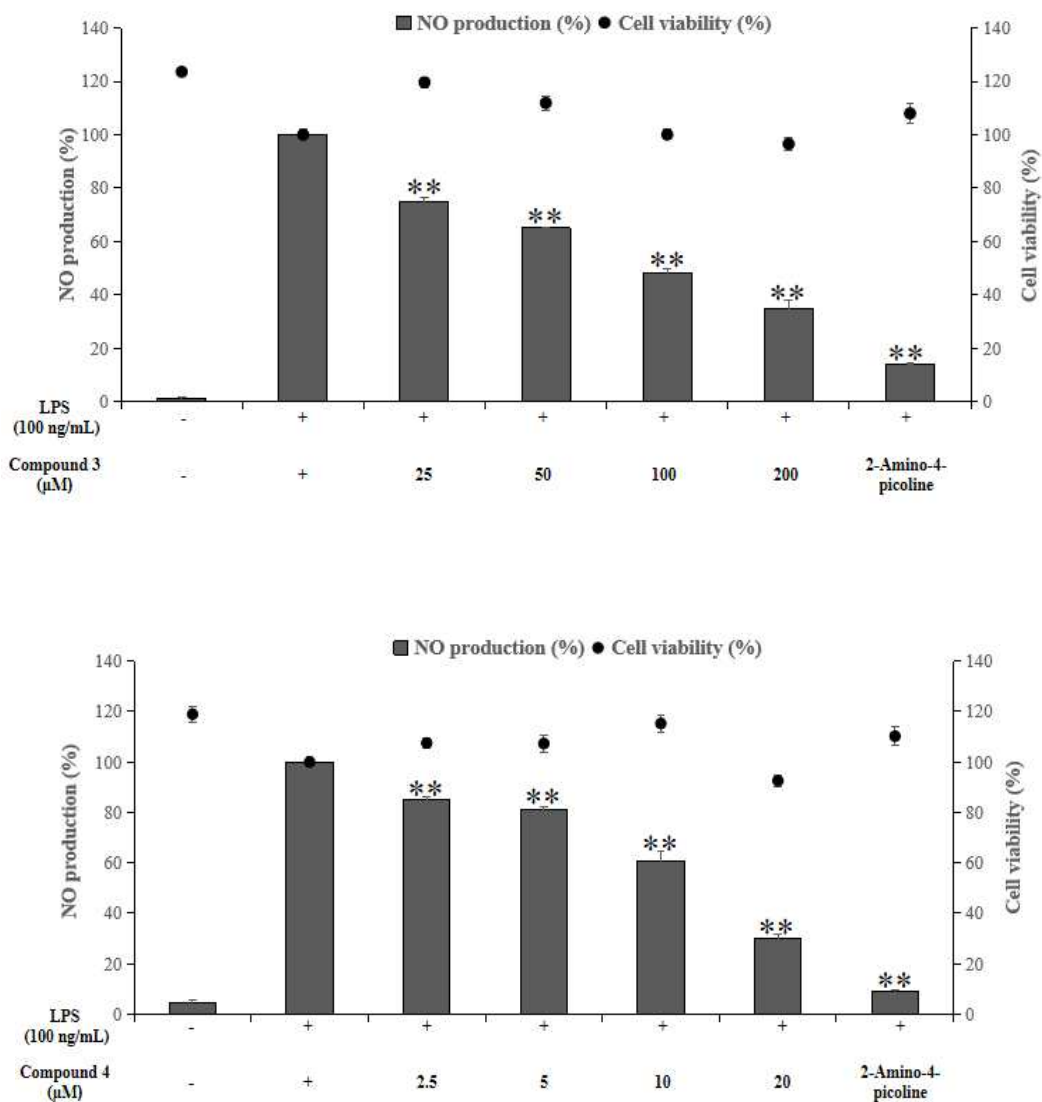 NO production (%) Cell viability (%)
140 140
120 120
100 100
80 80
60 60
40 40
20 20
0 0
NO production (%)
Cell viability (%)
LPS
(100 ng/mL) - + + + + + +
** ** ** ** **
Compound 3
(µM) - + 25 50 100 200 2-Amino-4-
picoline
NO production (%) Cell viability (%)
140 140
120 120
100 100
80 80
60 60
40 40
20 20
0 0
NO production (%)
Cell viability (%)
** ** ** ** **
LPS
(100 ng/mL) - + + + + + +
Compound 4
(µM) - + 2.5 5 10 20 2-Amino-4-
picoline